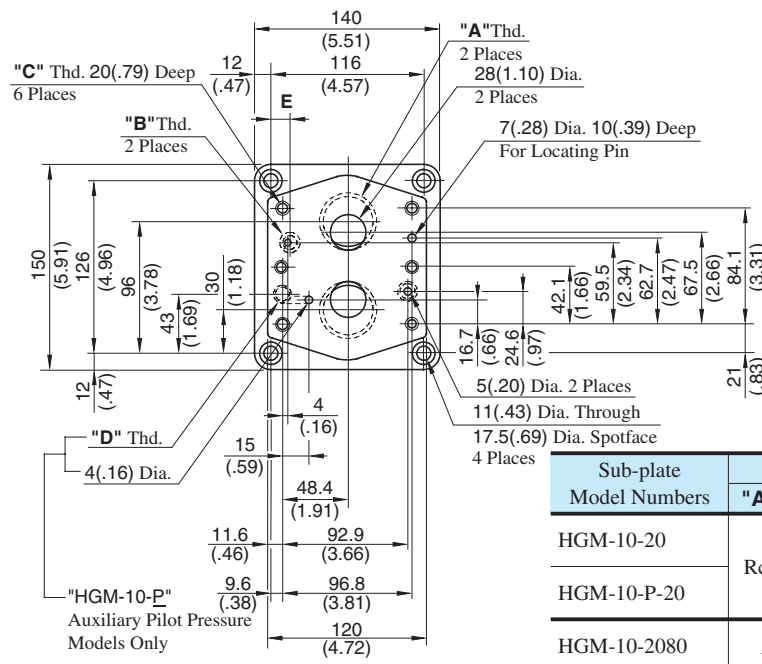 140
(5.51)
"A"Thd.
2 Places
12
(.47)
116
(4.57)
"C" Thd. 20(.79) Deep
6 Places
28(1.10) Dia.
2 Places
E
"B"Thd.
2 Places
7(.28) Dia. 10(.39) Deep
For Locating Pin
150
(5.91)
126
(4.96)
96
(3.78)
43
(1.69)
30
(1.18)
12
(.47)
16.7
(.66)
24.6
(.97)
42.1
(1.66)
59.5
(2.34)
62.7
(2.47)
67.5
(2.66)
84.1
(3.31)
21
(.83)
5(.20) Dia. 2 Places
11(.43) Dia. Through
17.5(.69) Dia. Spotface
4 Places
4
(.16)
"D" Thd.
15
(.59)
4(.16) Dia.
48.4
(1.91)
11.6
(.46)
92.9
(3.66)
9.6
(.38)
96.8
(3.81)
"HGM-10-P"
Auxiliary Pilot Pressure
Models Only
120
(4.72)
Sub-plate
Model Numbers
"A
HGM-10-20
HGM-10-P-20
HGM-10-2080